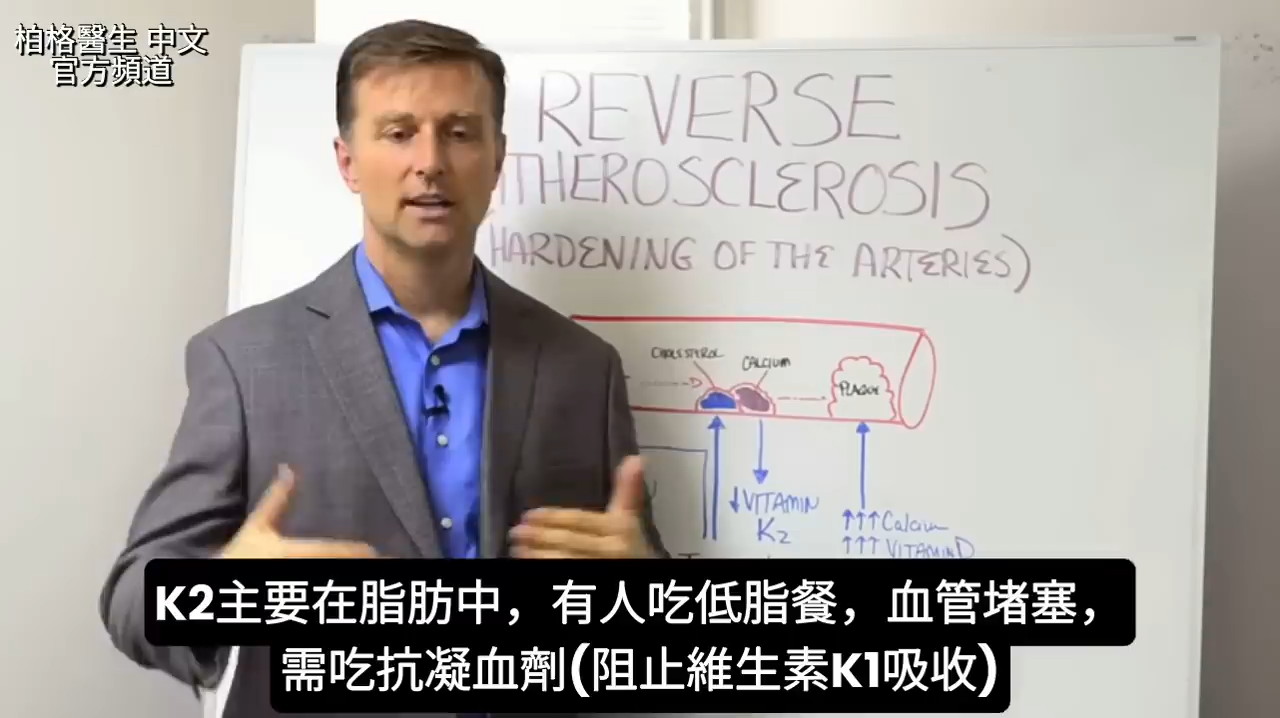 柏格醫生 中文
官方頻道
REVERSE
THEROSCLEROSIS
HARDENING OF THE ARTERIES)
CHOLESTEROL
CALCIUM
PLAQUE
↓VITAMIN
K2
↑↑↑Calcium
↑↑↑VITAMIN D
K2主要在脂肪中，有人吃低脂餐，血管堵塞，
需吃抗凝血劑(阻止維生素K1吸收)